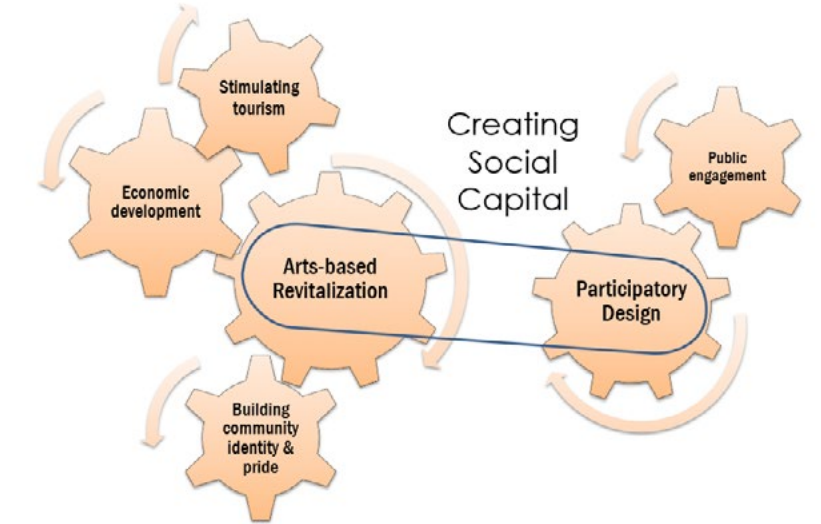 Stimulating
tourism
Economic
development
Creating
Social
Capital
Public
engagement
Arts-based
Revitalization
Participatory
Design
Building
community
identity &
pride